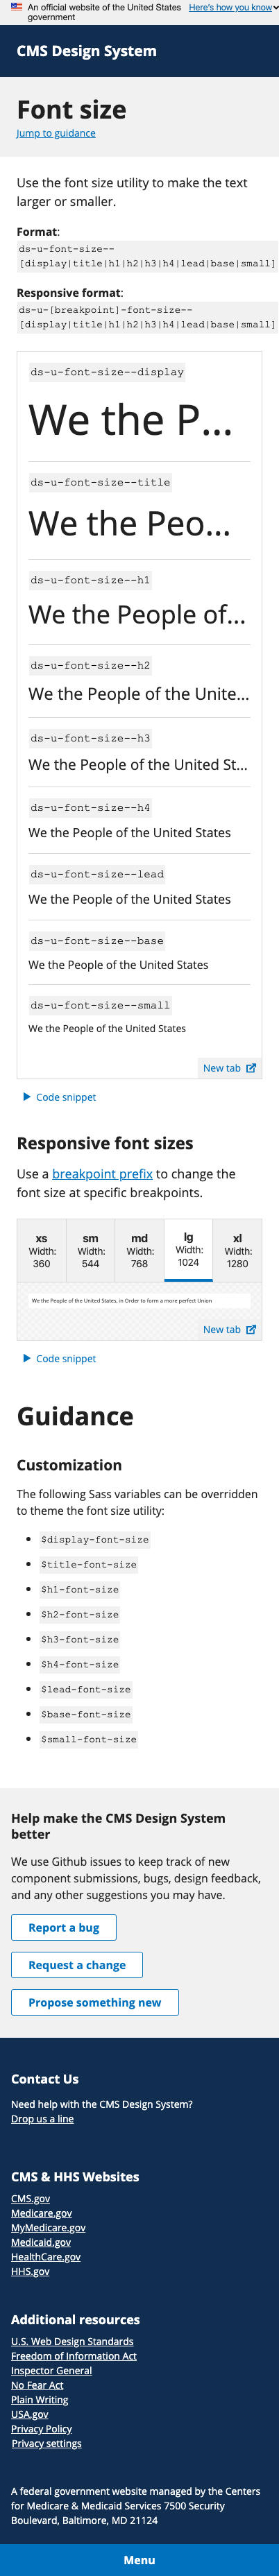 An official website of the United States government
Here's how you know
CMS Design System
Font size
Jump to guidance
Use the font size utility to make the text
larger or smaller.
Format:
ds-u-font-size--
[display|title|h1|h2|h3|h4|lead|base|small]
Responsive format:
ds-u-[breakpoint]-font-size--
[display|title|h1|h2|h3|h4|lead|base|small]
ds-u-font-size--display
We the P...
ds-u-font-size--title
We the Peo...
ds-u-font-size--h1
We the People of...
ds-u-font-size--h2
We the People of the Unite...
ds-u-font-size--h3
We the People of the United St...
ds-u-font-size--h4
We the People of the United States
ds-u-font-size--lead
We the People of the United States
ds-u-font-size--base
We the People of the United States
ds-u-font-size--small
We the People of the United States
New tab
Code snippet
Responsive font sizes
Use a breakpoint prefix to change the
font size at specific breakpoints.
xs
Width:
360
sm
Width:
544
md
Width:
768
lg
Width:
1024
xl
Width:
1280
We the People of the United States, in Order to form a more perfect Union
New tab
Code snippet
Guidance
Customization
The following Sass variables can be overridden
to theme the font size utility:
$display-font-size
$title-font-size
$h1-font-size
$h2-font-size
$h3-font-size
$h4-font-size
$lead-font-size
$base-font-size
$small-font-size
Help make the CMS Design System
better
We use Github issues to keep track of new
component submissions, bugs, design feedback,
and any other suggestions you may have.
Report a bug
Request a change
Propose something new
Contact Us
Need help with the CMS Design System?
Drop us a line
CMS & HHS Websites
CMS.gov
Medicare.gov
MyMedicare.gov
Medicaid.gov
HealthCare.gov
HHS.gov
Additional resources
U.S. Web Design Standards
Freedom of Information Act
Inspector General
No Fear Act
Plain Writing
USA.gov
Privacy Policy
Privacy settings
A federal government website managed by the Centers
for Medicare & Medicaid Services 7500 Security
Boulevard, Baltimore, MD 21124
Menu